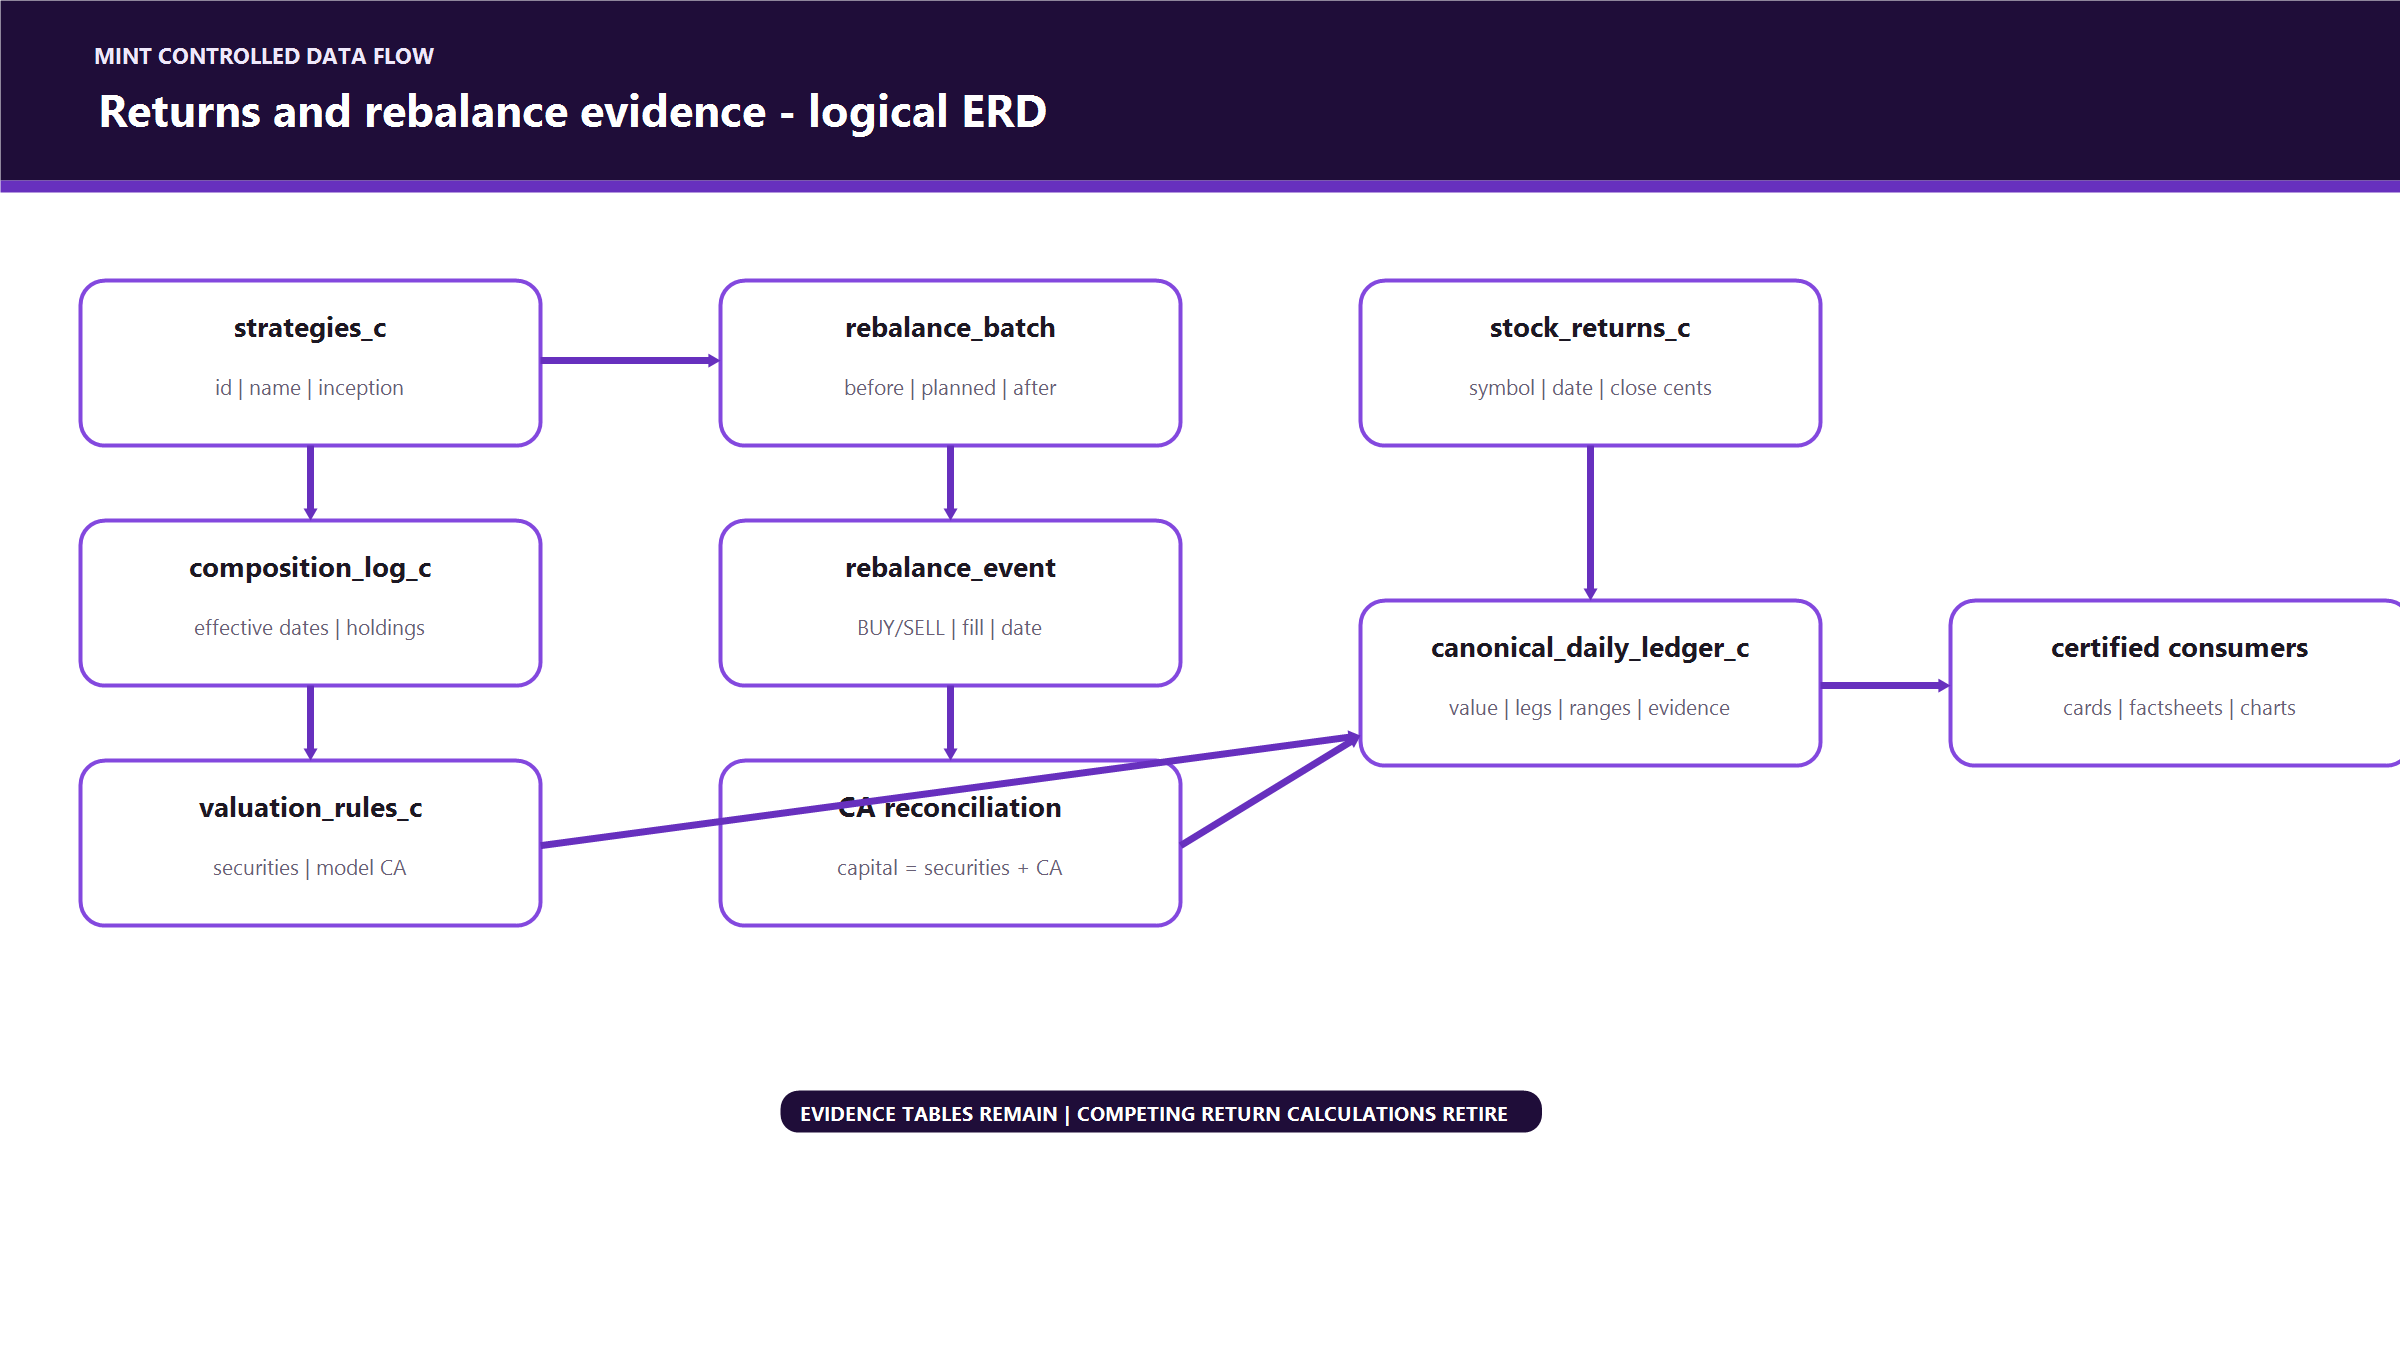 MINT CONTROLLED DATA FLOW
Returns and rebalance evidence - logical ERD
strategies_c
id | name | inception
rebalance_batch
before | planned | after
stock_returns_c
symbol | date | close cents
composition_log_c
effective dates | holdings
rebalance_event
BUY/SELL | fill | date
canonical_daily_ledger_c
value | legs | ranges | evidence
certified consumers
cards | factsheets | charts
valuation_rules_c
securities | model CA
CA reconciliation
capital = securities + CA
EVIDENCE TABLES REMAIN | COMPETING RETURN CALCULATIONS RETIRE